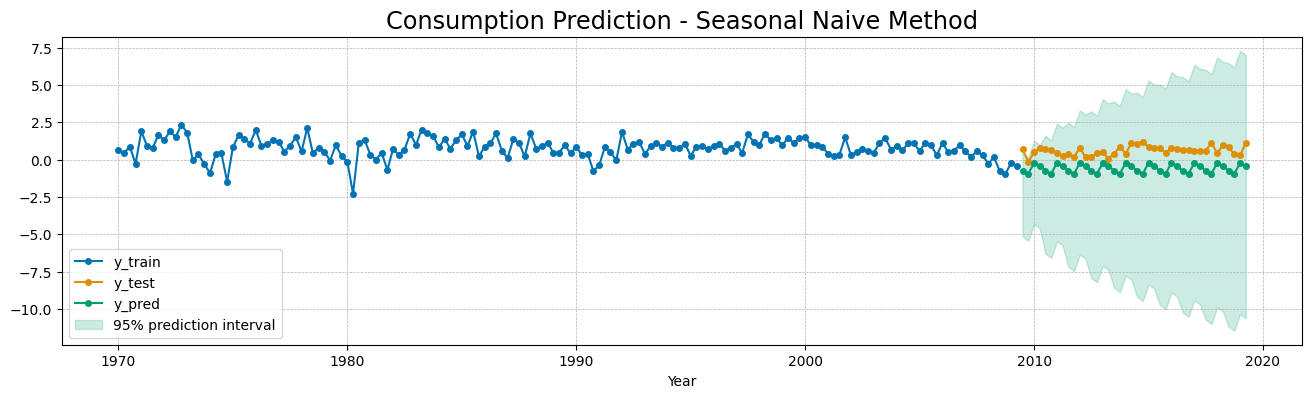 Consumption Prediction - Seasonal Naive Method
7.5
5.0
2.5
0.0
−2.5
−5.0
−7.5
−10.0
y_train
y_test
y_pred
95% prediction interval
1970
1980
1990
2000
2010
2020
Year